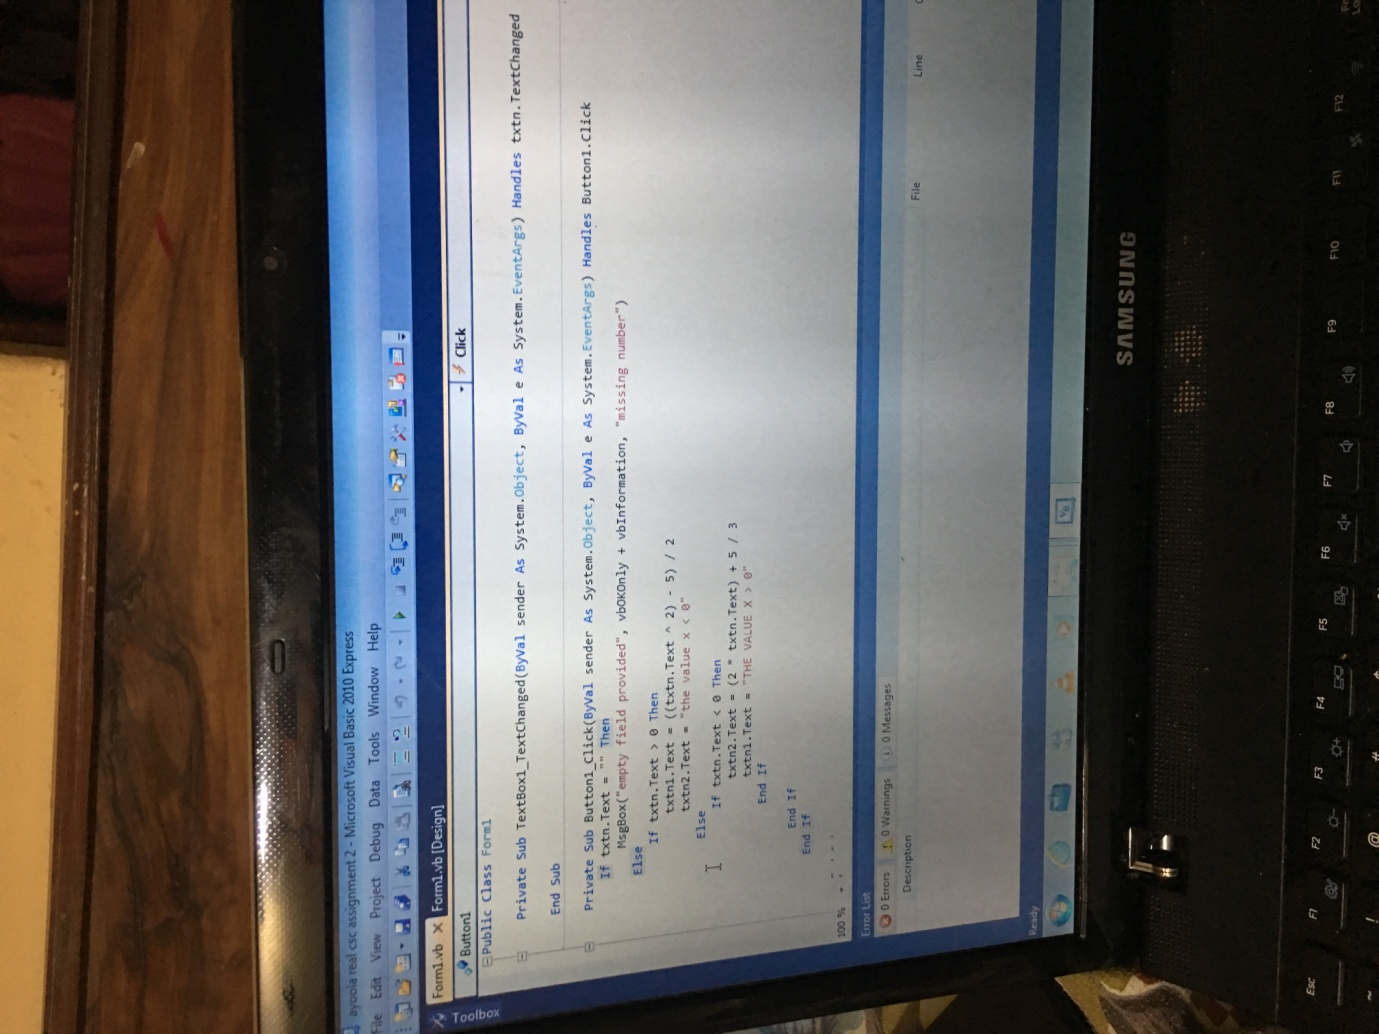 ayoola real csc assignment 2 - Microsoft Visual Basic 2010 Express
File Edit View Project Debug Data Tools Window Help
Form1.vb X Form1.vb [Design]
Button1 Click
Toolbox
Public Class Form1
Private Sub TextBox1_TextChanged(ByVal sender As System.Object, ByVal e As System.EventArgs) Handles txtn.TextChanged
End Sub
Private Sub Button1_Click(ByVal sender As System.Object, ByVal e As System.EventArgs) Handles Button1.Click
If txtn.Text = "" Then
MsgBox("empty field provided", vbOKOnly + vbInformation, "missing number")
Else
If txtn.Text > 0 Then
txtn1.Text = ((txtn.Text ^ 2) - 5) / 2
txtn2.Text = "the value x < 0"
Else
If txtn.Text < 0 Then
txtn2.Text = (2 * txtn.Text) + 5 / 3
txtn1.Text = "THE VALUE X > 0"
End If
End If
End If
100 %
Error List
0 Errors 0 Warnings 0 Messages
Description File Line
Ready
SAMSUNG
Esc F1 F2 F3 F4 F5 F6 F7 F8 F9 F10 F11 F12